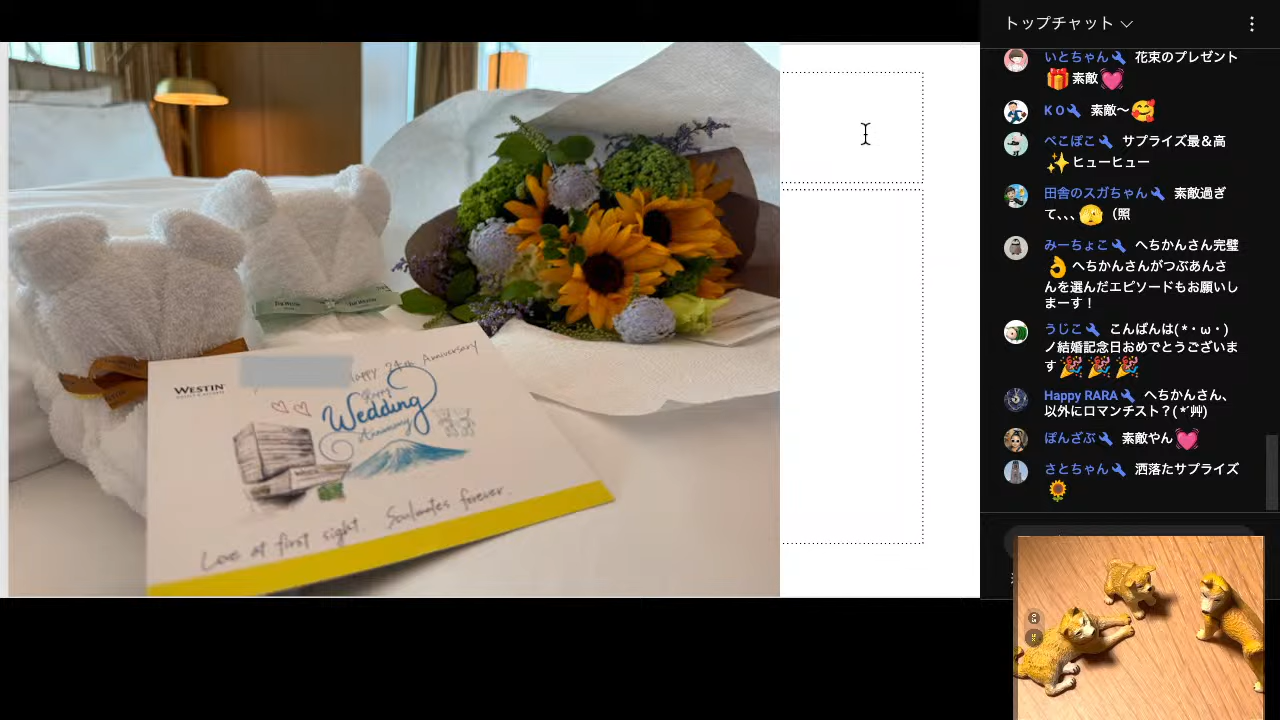 トップチャット
いとちゃん 花束のプレゼント
🎁素敵💓
K O 素敵〜🥰
ぺこぽこ サプライズ最＆高
✨ヒューヒュー
田舎のスガちゃん 素敵過ぎ
て､､､🫣（照
みーちょこ へちかんさん完璧
👌へちかんさんがつぶあんさ
んを選んだエピソードもお願いし
まーす！
うじこ こんばんは(*・ω・)
ノ結婚記念日おめでとうございま
す🎉🎉🎉
Happy RARA へちかんさん、
以外にロマンチスト？(*´艸)
ぽんざぶ 素敵やん💓
さとちゃん 洒落たサプライズ
🌻
THE WESTIN
WESTIN
Happy 24th Anniversary
Happy
Wedding
Anniversary
Love at first sight. Soulmates forever.